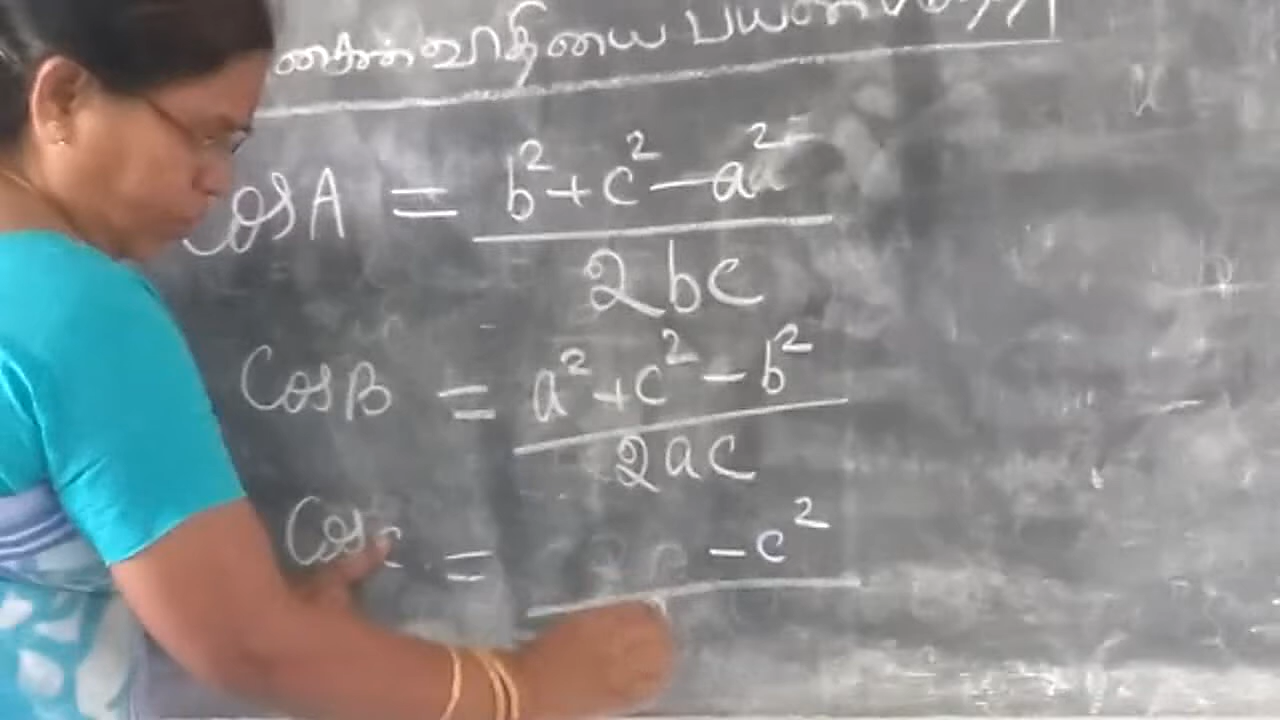 கைன் வாதியை
CosA = b²+c²−a² / 2bc
CosB = a²+c²−b² / 2ac
Cosc = −c²